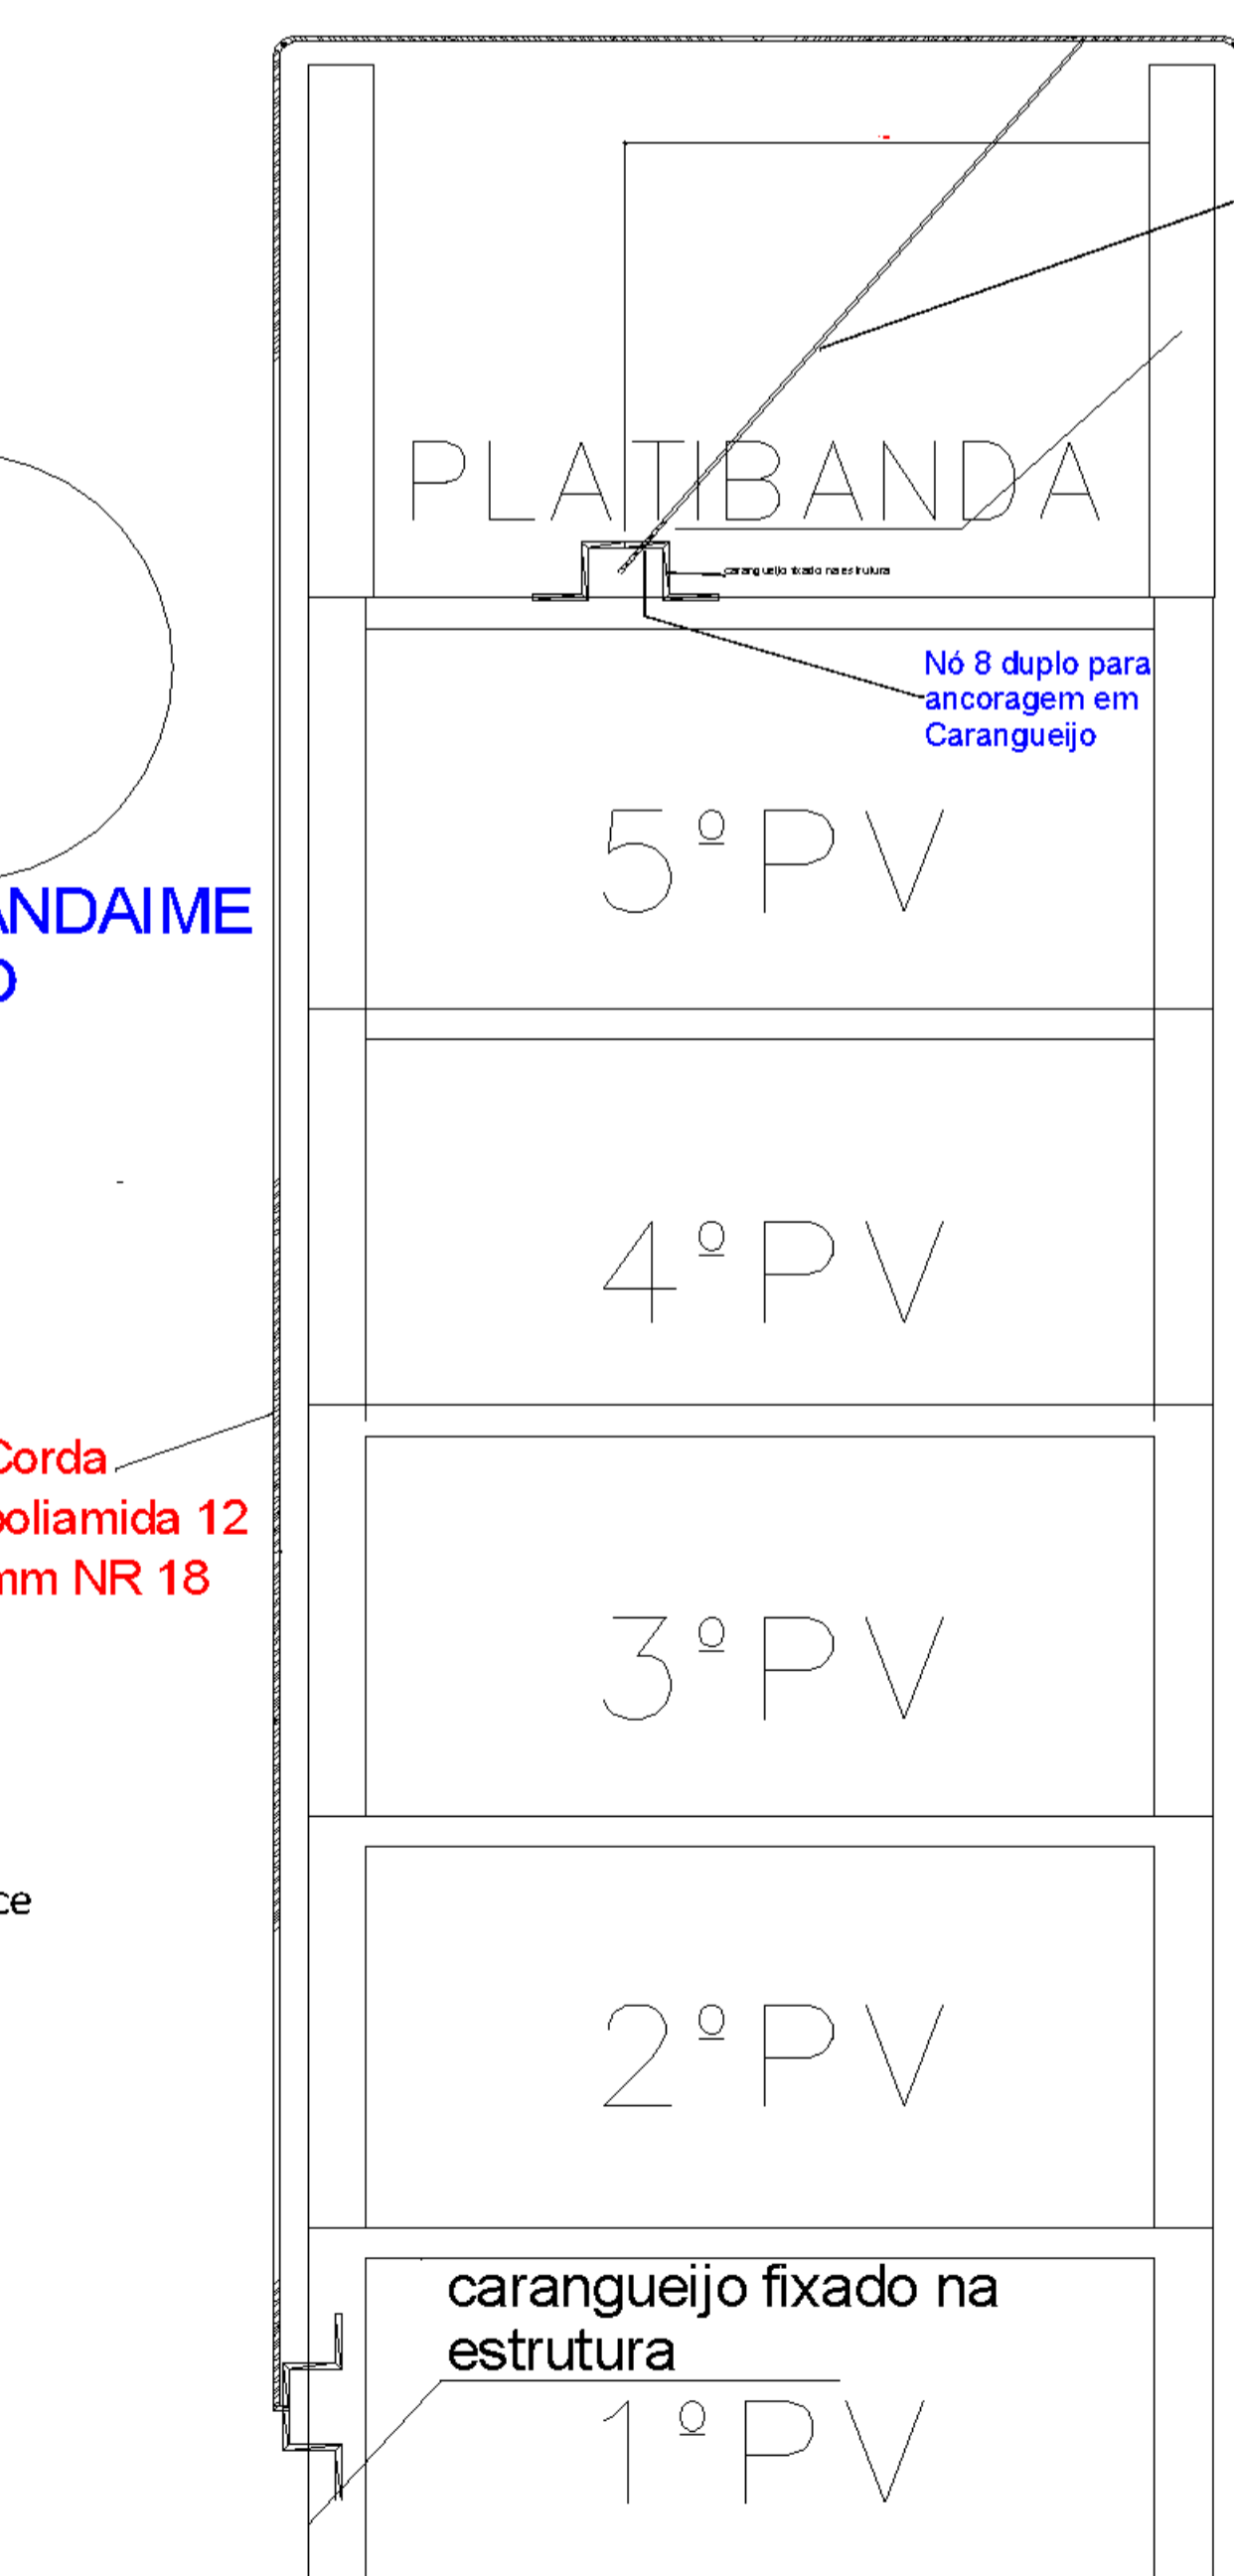 PLATIBANDA
carangueijo fixado na estrutura
Nó 8 duplo para
ancoragem em
Carangueijo
5º PV
ANDAIME
O
4º PV
Corda
poliamida 12
mm NR 18
3º PV
ce
2º PV
carangueijo fixado na
estrutura
1º PV